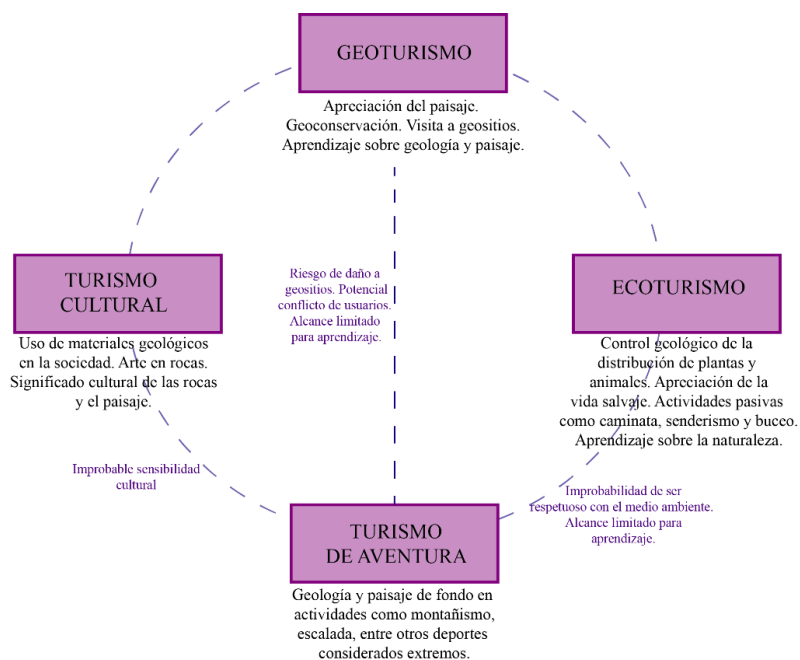 GEOTURISMO
Apreciación del paisaje.
Geoconservación. Visita a geositios.
Aprendizaje sobre geología y paisaje.
TURISMO
CULTURAL
Uso de materiales geológicos
en la sociedad. Arte en rocas.
Significado cultural de las rocas
y el paisaje.
Riesgo de daño a
geositios. Potencial
conflicto de usuarios.
Alcance limitado
para aprendizaje.
ECOTURISMO
Control geológico de la
distribución de plantas y
animales. Apreciación de la
vida salvaje. Actividades pasivas
como caminata, senderismo y buceo.
Aprendizaje sobre la naturaleza.
Improbable sensibilidad
cultural
Improbabilidad de ser
respetuoso con el medio ambiente.
Alcance limitado para
aprendizaje.
TURISMO
DE AVENTURA
Geología y paisaje de fondo en
actividades como montañismo,
escalada, entre otros deportes
considerados extremos.